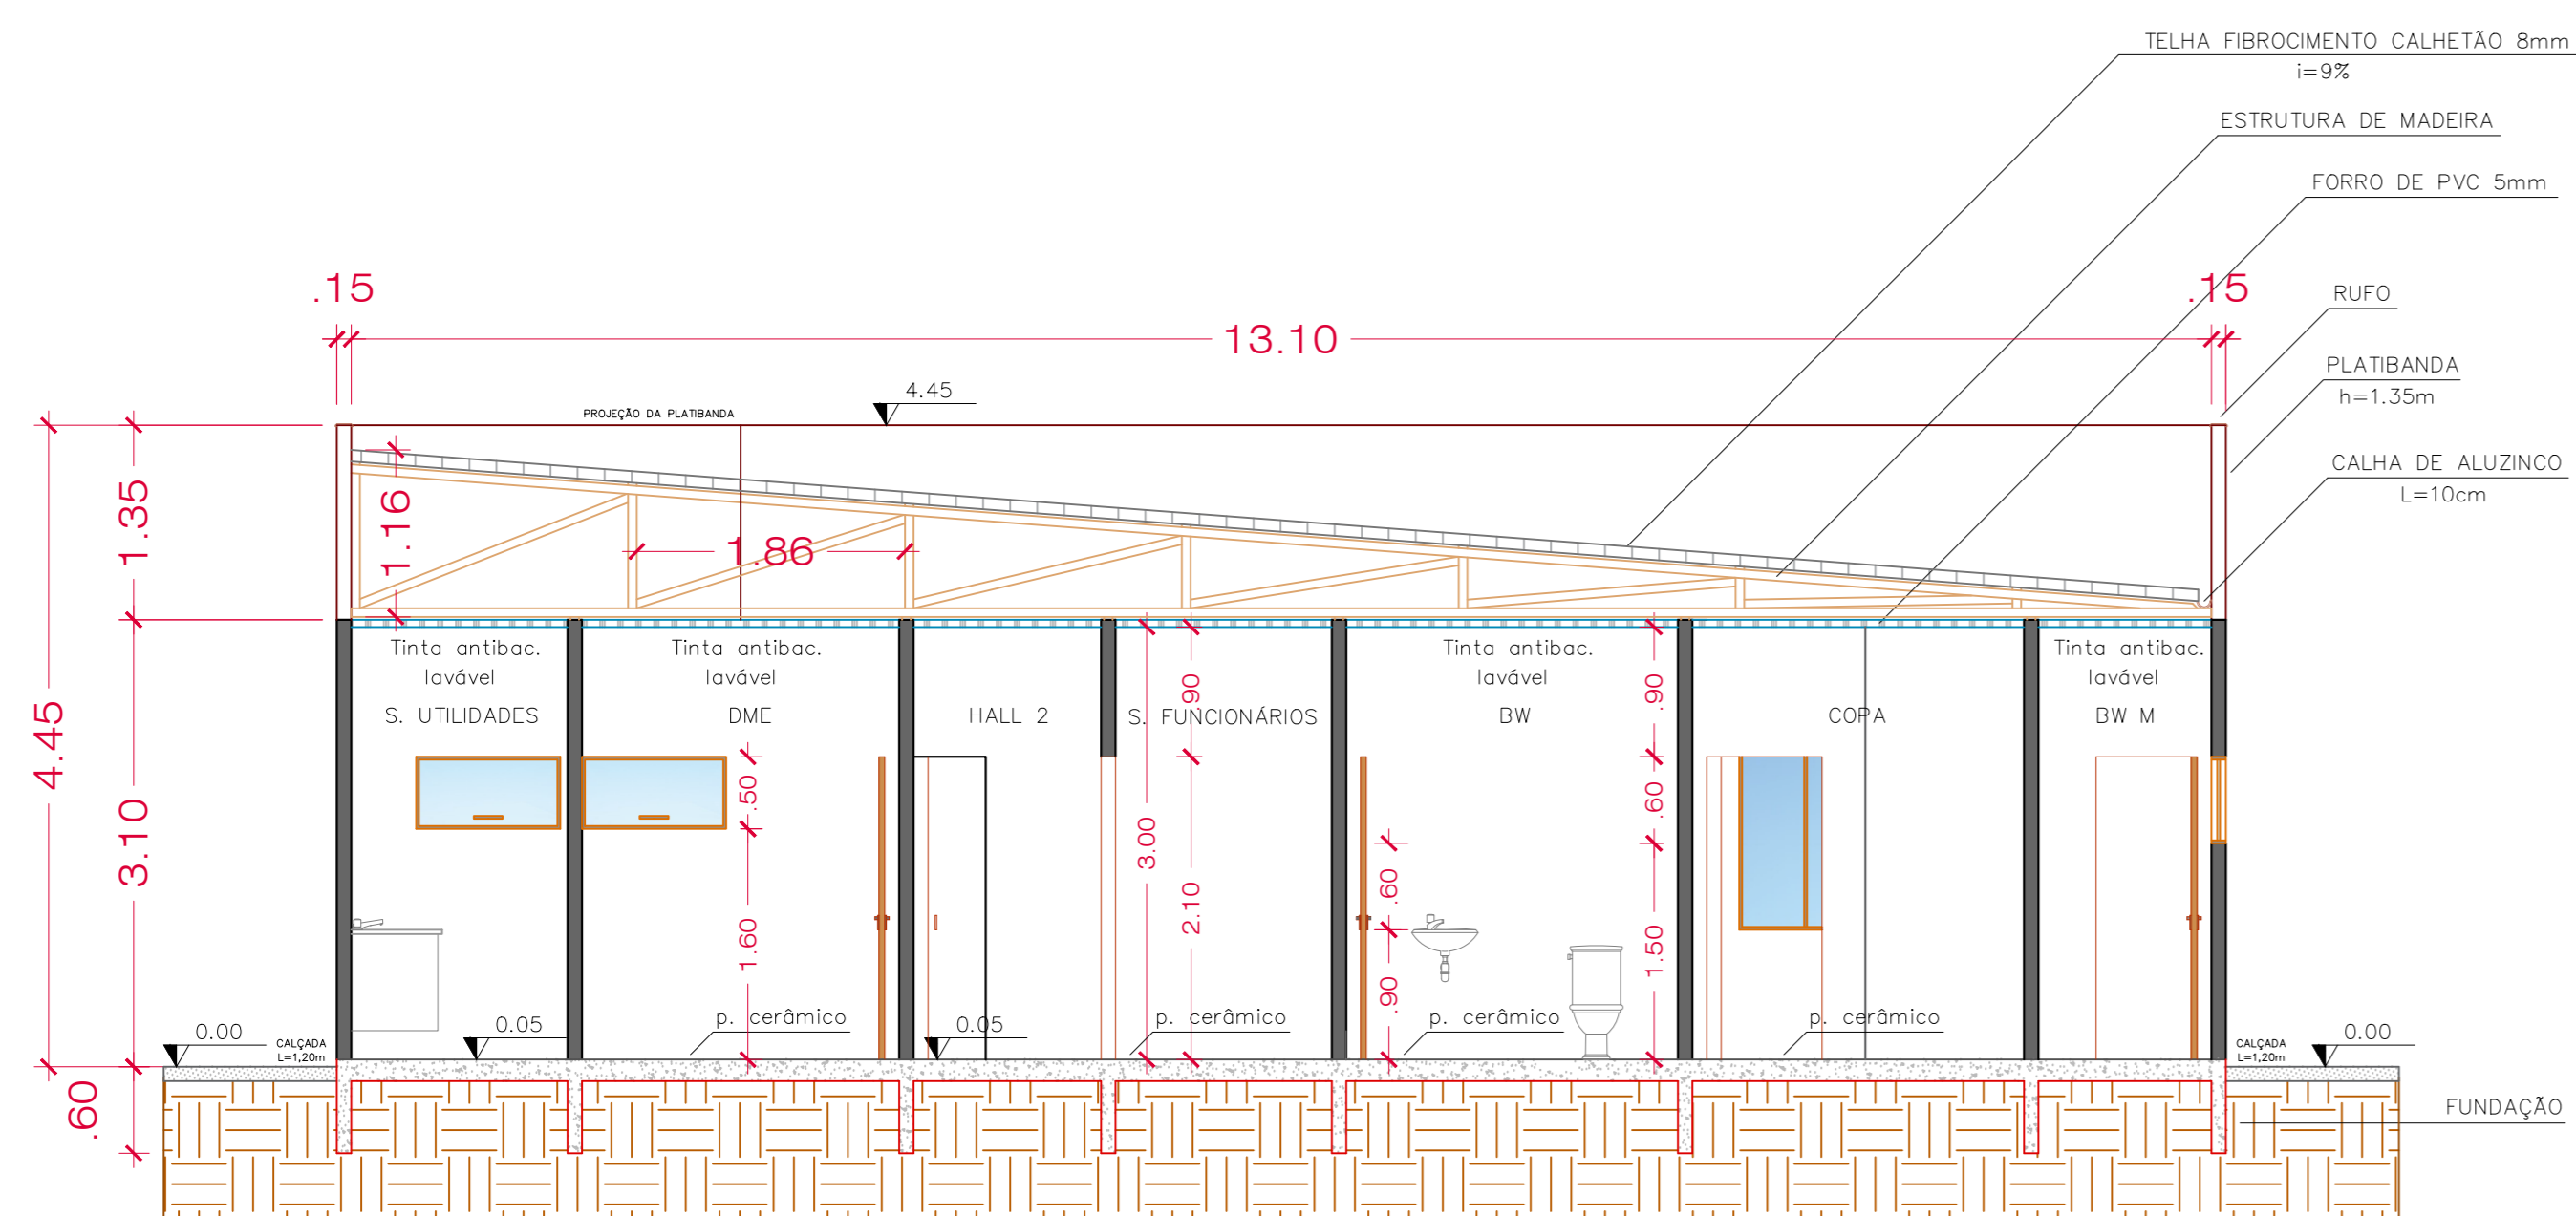 TELHA FIBROCIMENTO CALHETÃO 8mm
i=9%
ESTRUTURA DE MADEIRA
FORRO DE PVC 5mm
.15
.15
RUFO
13.10
PLATIBANDA
h=1.35m
4.45
PROJEÇÃO DA PLATIBANDA
CALHA DE ALUZINCO
L=10cm
1.35
1.16
1.86
4.45
3.10
.60
Tinta antibac.
lavável
S. UTILIDADES
Tinta antibac.
lavável
DME
HALL 2
S. FUNCIONÁRIOS
Tinta antibac.
lavável
BW
COPA
Tinta antibac.
lavável
BW M
.50
1.60
3.00
.90
2.10
.60
.90
.90
.60
1.50
0.00
CALÇADA
L=1,20m
0.05
p. cerâmico
0.05
p. cerâmico
p. cerâmico
p. cerâmico
CALÇADA
L=1,20m
0.00
FUNDAÇÃO